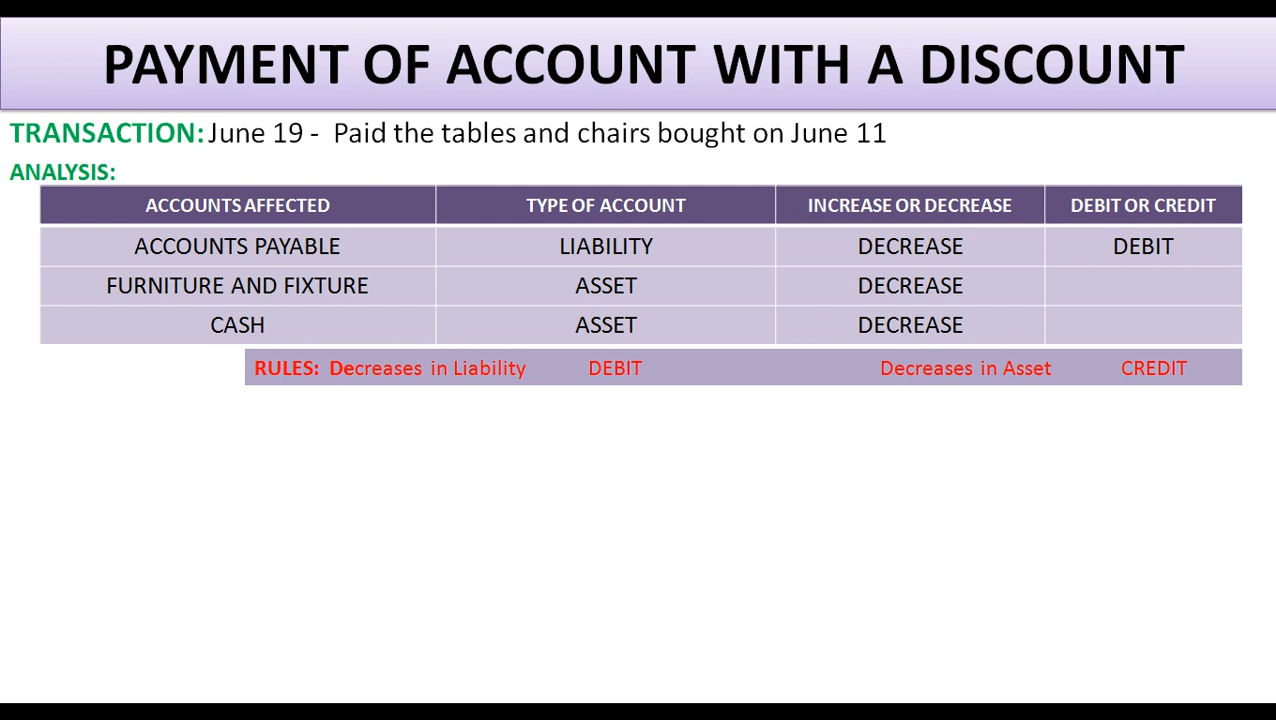 PAYMENT OF ACCOUNT WITH A DISCOUNT
TRANSACTION: June 19 - Paid the tables and chairs bought on June 11
ANALYSIS:
ACCOUNTS AFFECTED TYPE OF ACCOUNT INCREASE OR DECREASE DEBIT OR CREDIT
ACCOUNTS PAYABLE LIABILITY DECREASE DEBIT
FURNITURE AND FIXTURE ASSET DECREASE
CASH ASSET DECREASE
RULES: Decreases in Liability DEBIT Decreases in Asset CREDIT